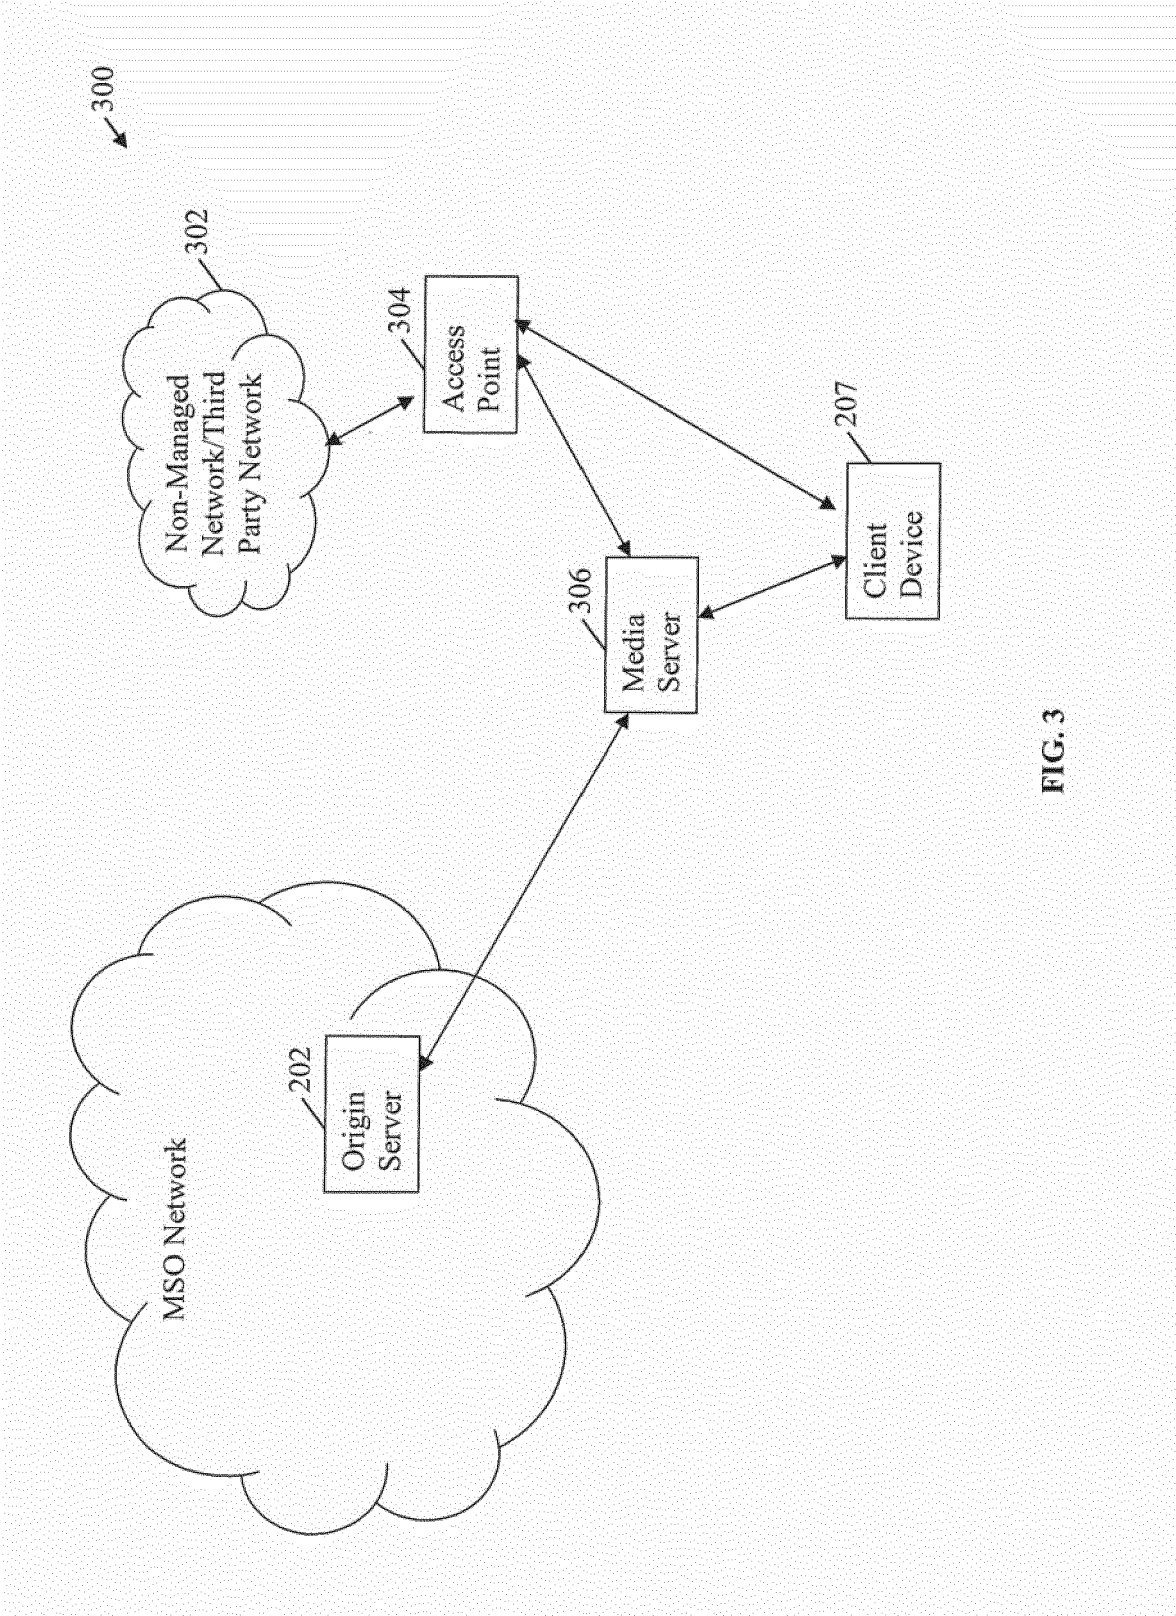 300
MSO Network
202
Origin
Server
302
Non-Managed
Network/Third
Party Network
304
Access
Point
306
Media
Server
207
Client
Device
FIG. 3